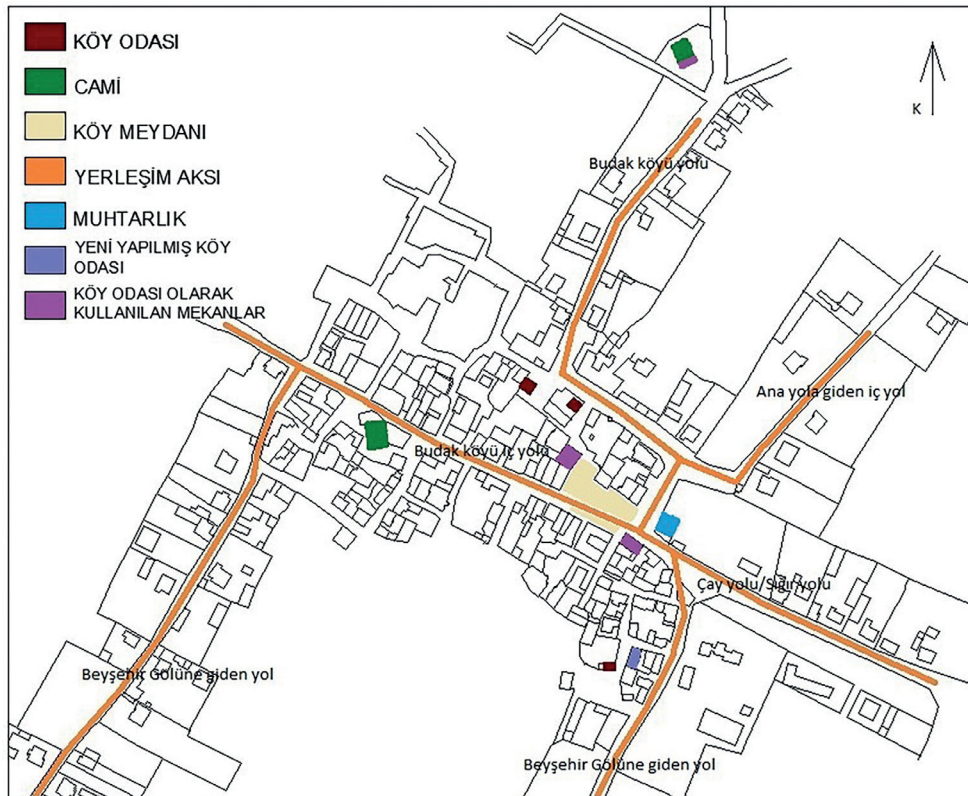 KÖY ODASI
CAMİ
KÖY MEYDANI
YERLEŞİM AKSI
MUHTARLIK
YENİ YAPILMIŞ KÖY
ODASI
KÖY ODASI OLARAK
KULLANILAN MEKANLAR
K
Budak köyü yolu
Ana yola giden iç yol
Budak köyü iç yolu
Çay yolu/Sığır yolu
Beyşehir Gölüne giden yol
Beyşehir Gölüne giden yol